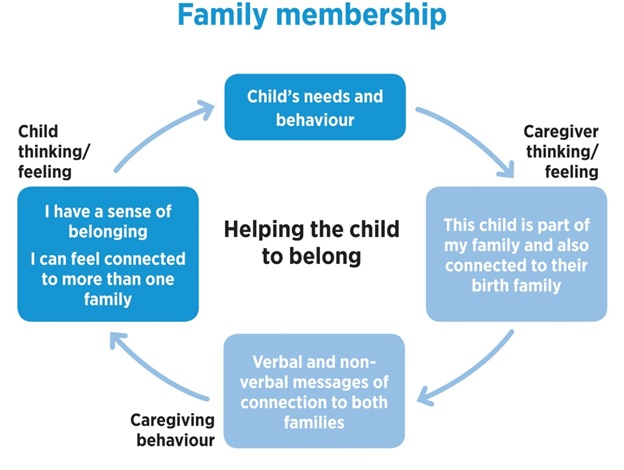 Family membership
Child's needs and
behaviour
Child
thinking/
feeling
Caregiver
thinking/
feeling
I have a sense of
belonging
I can feel connected
to more than one
family
Helping the child
to belong
This child is part of
my family and also
connected to their
birth family
Verbal and non-
verbal messages of
connection to both
families
Caregiving
behaviour